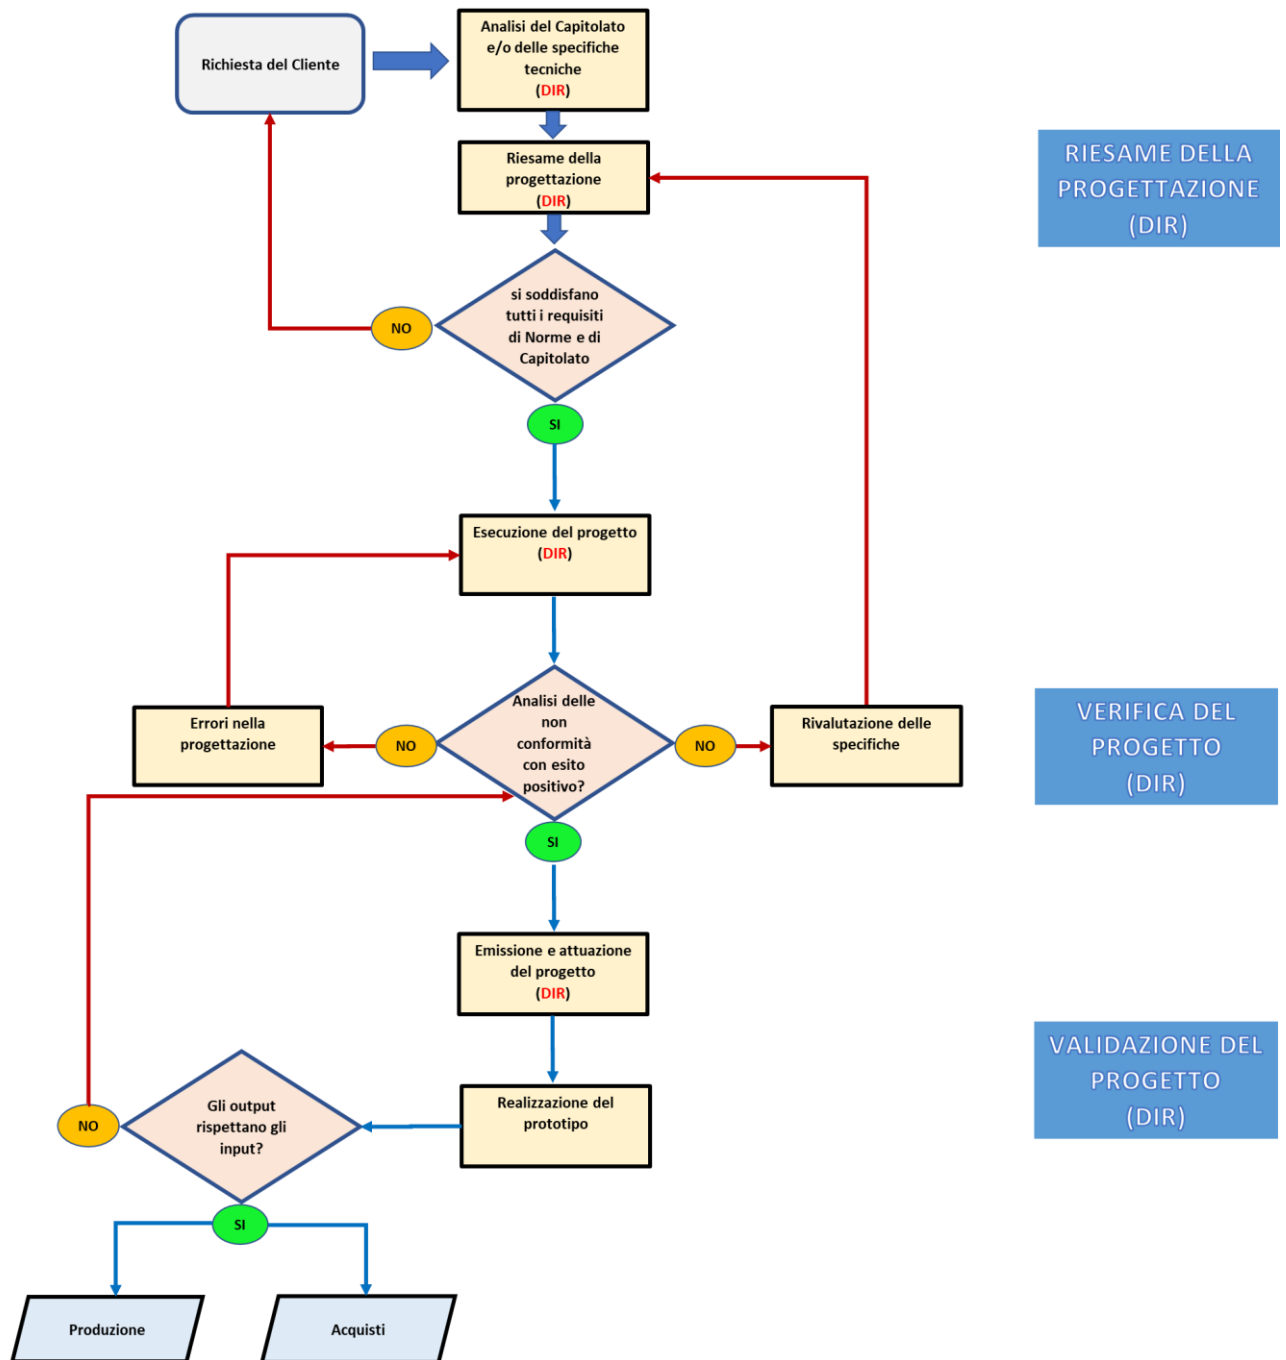 Richiesta del Cliente
Analisi del Capitolato
e/o delle specifiche
tecniche
(DIR)
Riesame della
progettazione
(DIR)
RIESAME DELLA
PROGETTAZIONE
(DIR)
si soddisfano
tutti i requisiti
di Norme e di
Capitolato
NO
SI
Esecuzione del progetto
(DIR)
Errori nella
progettazione
NO
Analisi delle
non
conformità
con esito
positivo?
NO
Rivalutazione delle
specifiche
VERIFICA DEL
PROGETTO
(DIR)
SI
Emissione e attuazione
del progetto
(DIR)
VALIDAZIONE DEL
PROGETTO
(DIR)
Realizzazione del
prototipo
Gli output
rispettano gli
input?
NO
SI
Produzione
Acquisti